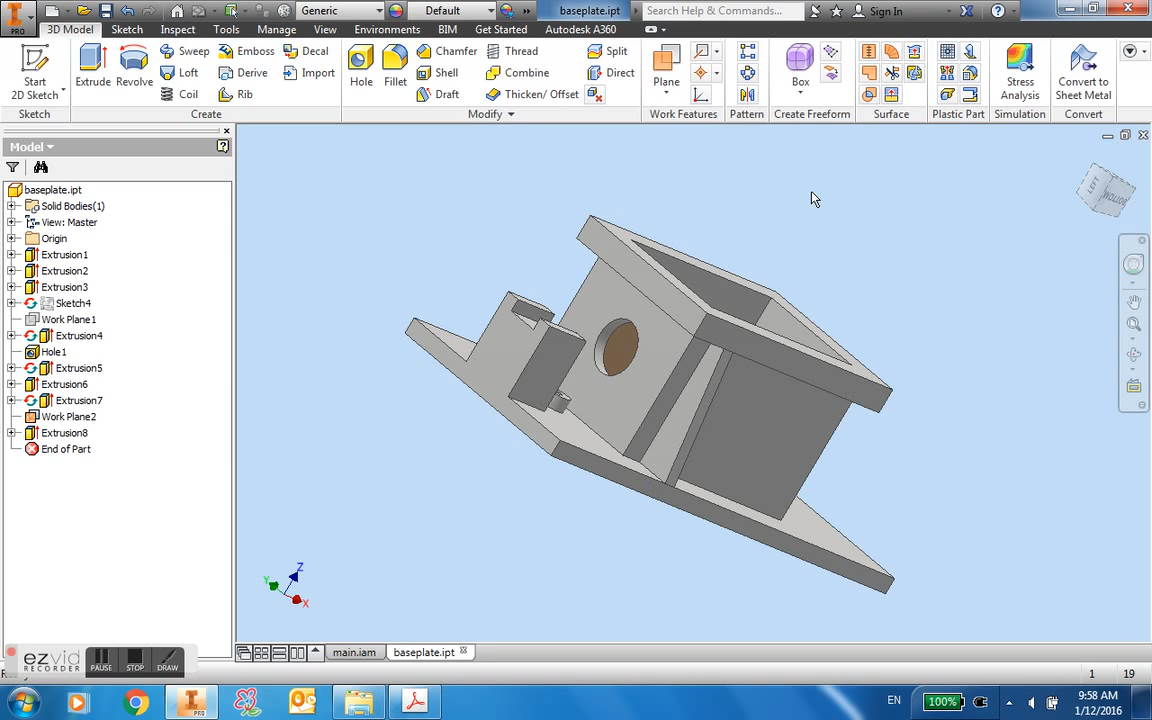 Generic
Default
baseplate.ipt
Search Help & Commands...
Sign In
PRO
3D Model
Sketch
Inspect
Tools
Manage
View
Environments
BIM
Get Started
Autodesk A360
Start
2D Sketch
Extrude
Revolve
Sweep
Loft
Coil
Emboss
Derive
Rib
Decal
Import
Hole
Fillet
Chamfer
Shell
Draft
Thread
Combine
Thicken/ Offset
Split
Direct
Plane
Box
Stress
Analysis
Convert to
Sheet Metal
Sketch
Create
Modify
Work Features
Pattern
Create Freeform
Surface
Plastic Part
Simulation
Convert
Model
baseplate.ipt
Solid Bodies(1)
View: Master
Origin
Extrusion1
Extrusion2
Extrusion3
Sketch4
Work Plane1
Extrusion4
Hole1
Extrusion5
Extrusion6
Extrusion7
Work Plane2
Extrusion8
End of Part
LEFT
BOTTOM
Z
Y
X
main.iam
baseplate.ipt
ezvid
RECORDER
PAUSE
STOP
DRAW
1
19
PRO
EN
100%
9:58 AM
1/12/2016